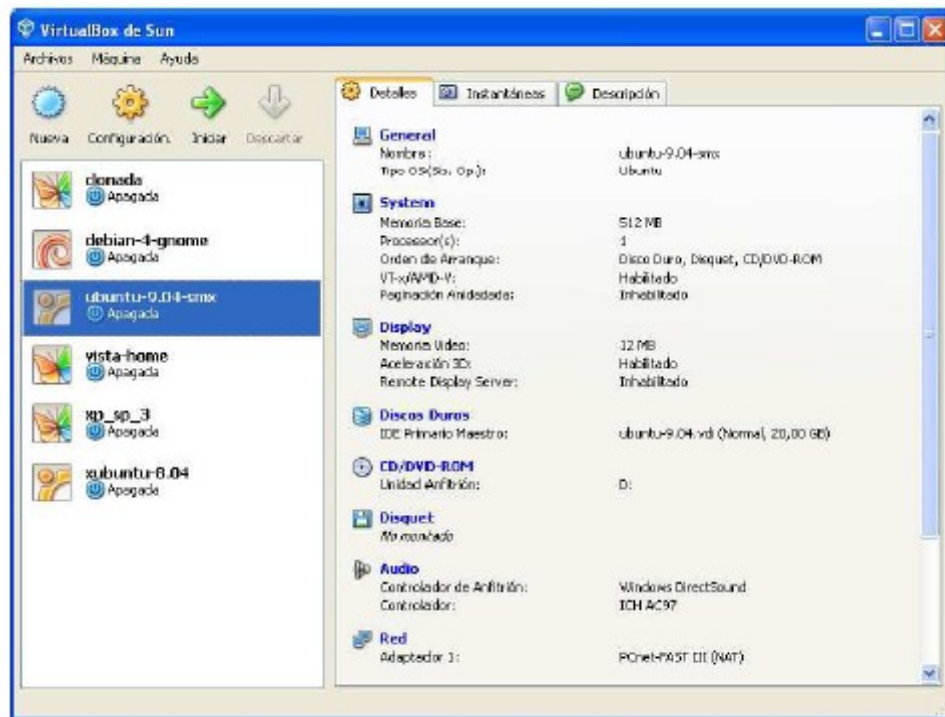 VirtualBox de Sun
Archivos Máquina Ayuda
Nueva Configuración. Iniciar Descartar
Detalles Instantáneas Descripción
clonada
Apagada
debian-4-gnome
Apagada
ubuntu-9.04-smx
Apagada
vista-home
Apagada
xp_sp_3
Apagada
xubuntu-8.04
Apagada
General
Nombre: ubuntu-9.04-smx
Tipo OS(Sis. Op.): Ubuntu
System
Memoria Base: 512 MB
Processor(s): 1
Orden de Arranque: Disco Duro, Disquet, CD/DVD-ROM
VT-x/AMD-V: Habilitado
Paginación Anidadada: Inhabilitado
Display
Memoria Video: 12 MB
Aceleración 3D: Habilitado
Remote Display Server: Inhabilitado
Discos Duros
IDE Primario Maestro: ubuntu-9.04.vdi (Normal, 20,00 GB)
CD/DVD-ROM
Unidad Anfitrión: D:
Disquet
No montado
Audio
Controlador de Anfitrión: Windows DirectSound
Controlador: ICH AC97
Red
Adaptador 1: PCnet-FAST III (NAT)